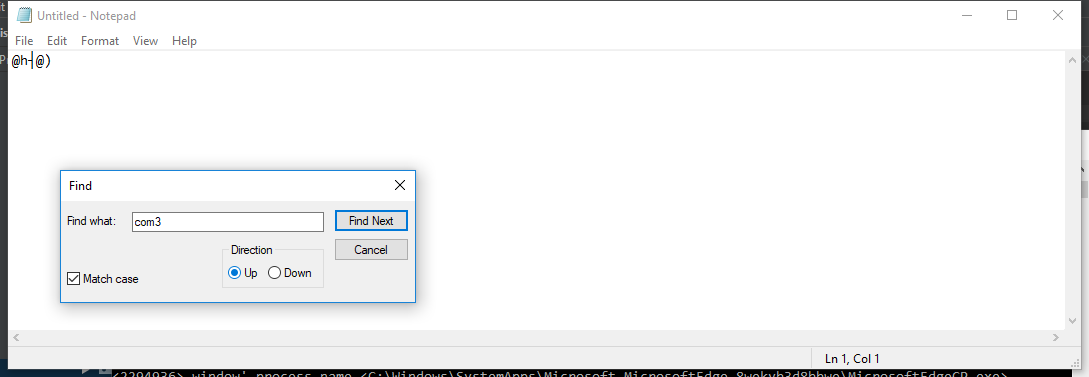 Untitled - Notepad
File Edit Format View Help
@h-@)
Find
Find what: com3 Find Next
Direction Cancel
Up Down
Match case
Ln 1, Col 1